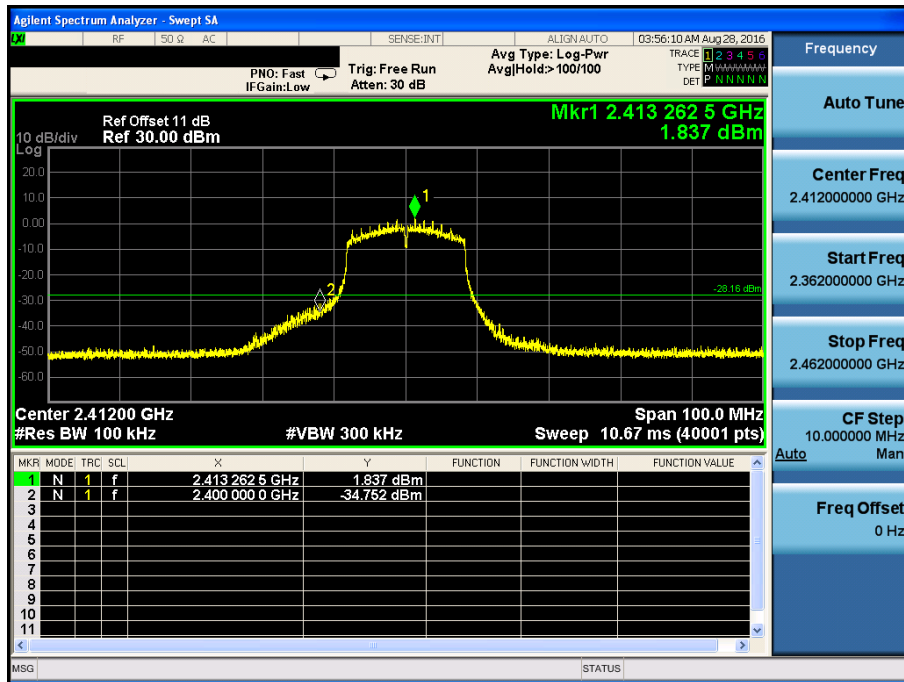 Agilent Spectrum Analyzer - Swept SA
LXI RF 50 Ω AC SENSE:INT ALIGN AUTO 03:56:10 AM Aug 28, 2016
Frequency
PNO: Fast Trig: Free Run Avg Type: Log-Pwr TRACE 1 2 3 4 5 6
IFGain:Low Atten: 30 dB Avg|Hold:>100/100 TYPE M WWWWW
DET P N N N N N
Auto Tune
Mkr1 2.413 262 5 GHz
Ref Offset 11 dB
10 dB/div Ref 30.00 dBm 1.837 dBm
Log
20.0
10.0
0.00
-10.0
-20.0
-30.0
-40.0
-50.0
-60.0
1
2
-28.16 dBm
Center Freq
2.412000000 GHz
Start Freq
2.362000000 GHz
Stop Freq
2.462000000 GHz
Center 2.41200 GHz Span 100.0 MHz
#Res BW 100 kHz #VBW 300 kHz Sweep 10.67 ms (40001 pts)
CF Step
10.000000 MHz
Auto Man
Freq Offset
0 Hz
MKR MODE TRC SCL X Y FUNCTION FUNCTION WIDTH FUNCTION VALUE
1 N 1 f 2.413 262 5 GHz 1.837 dBm
2 N 1 f 2.400 000 0 GHz -34.752 dBm
3
4
5
6
7
8
9
10
11
MSG STATUS